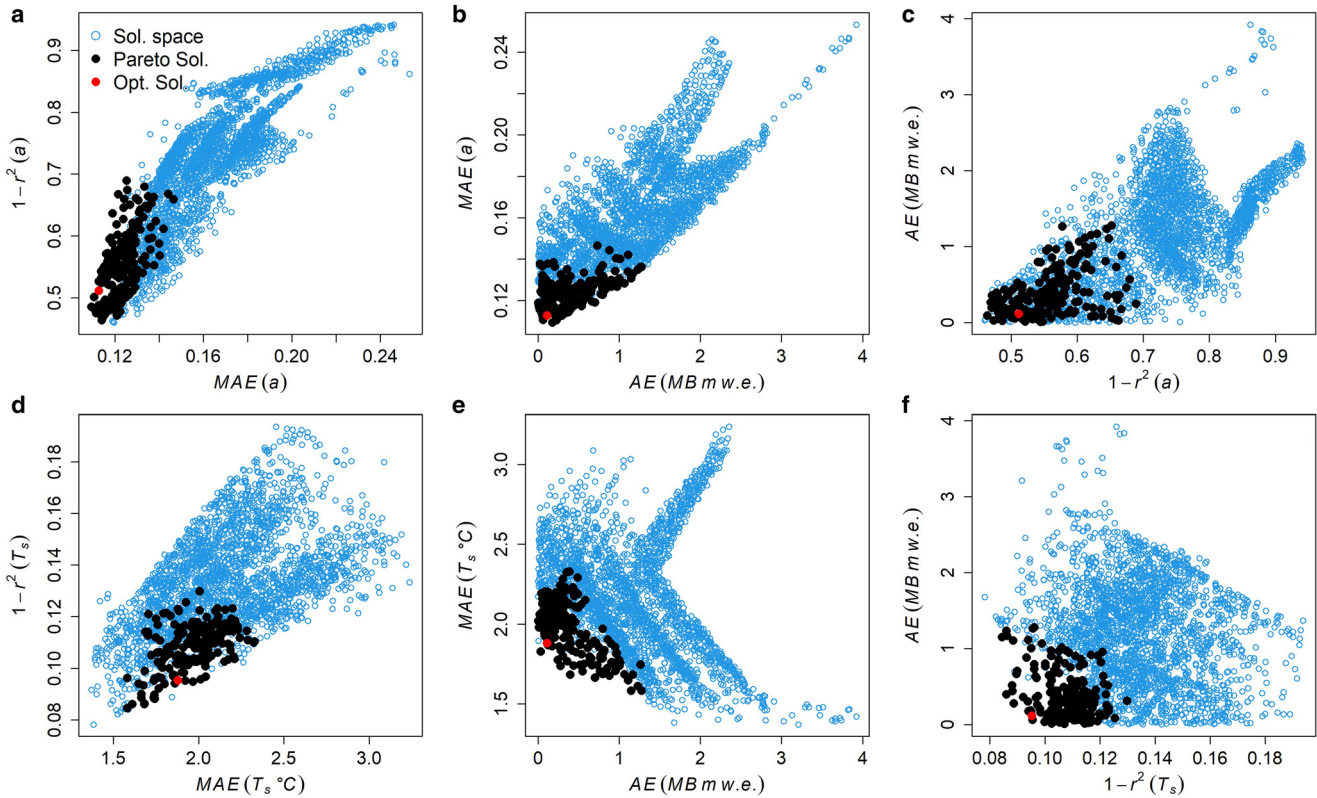 a
Sol. space
Pareto Sol.
Opt. Sol.
1−r² (a)
0.5 0.6 0.7 0.8 0.9
0.12 0.16 0.20 0.24
MAE (a)
b
MAE (a)
0.12 0.16 0.20 0.24
0 1 2 3 4
AE (MB m w.e.)
c
AE (MB m w.e.)
0 1 2 3 4
0.5 0.6 0.7 0.8 0.9
1−r² (a)
d
1−r² (Ts)
0.08 0.10 0.12 0.14 0.16 0.18
1.5 2.0 2.5 3.0
MAE (Ts °C)
e
MAE (Ts °C)
1.5 2.0 2.5 3.0
0 1 2 3 4
AE (MB m w.e.)
f
AE (MB m w.e.)
0 1 2 3 4
0.08 0.10 0.12 0.14 0.16 0.18
1−r² (Ts)